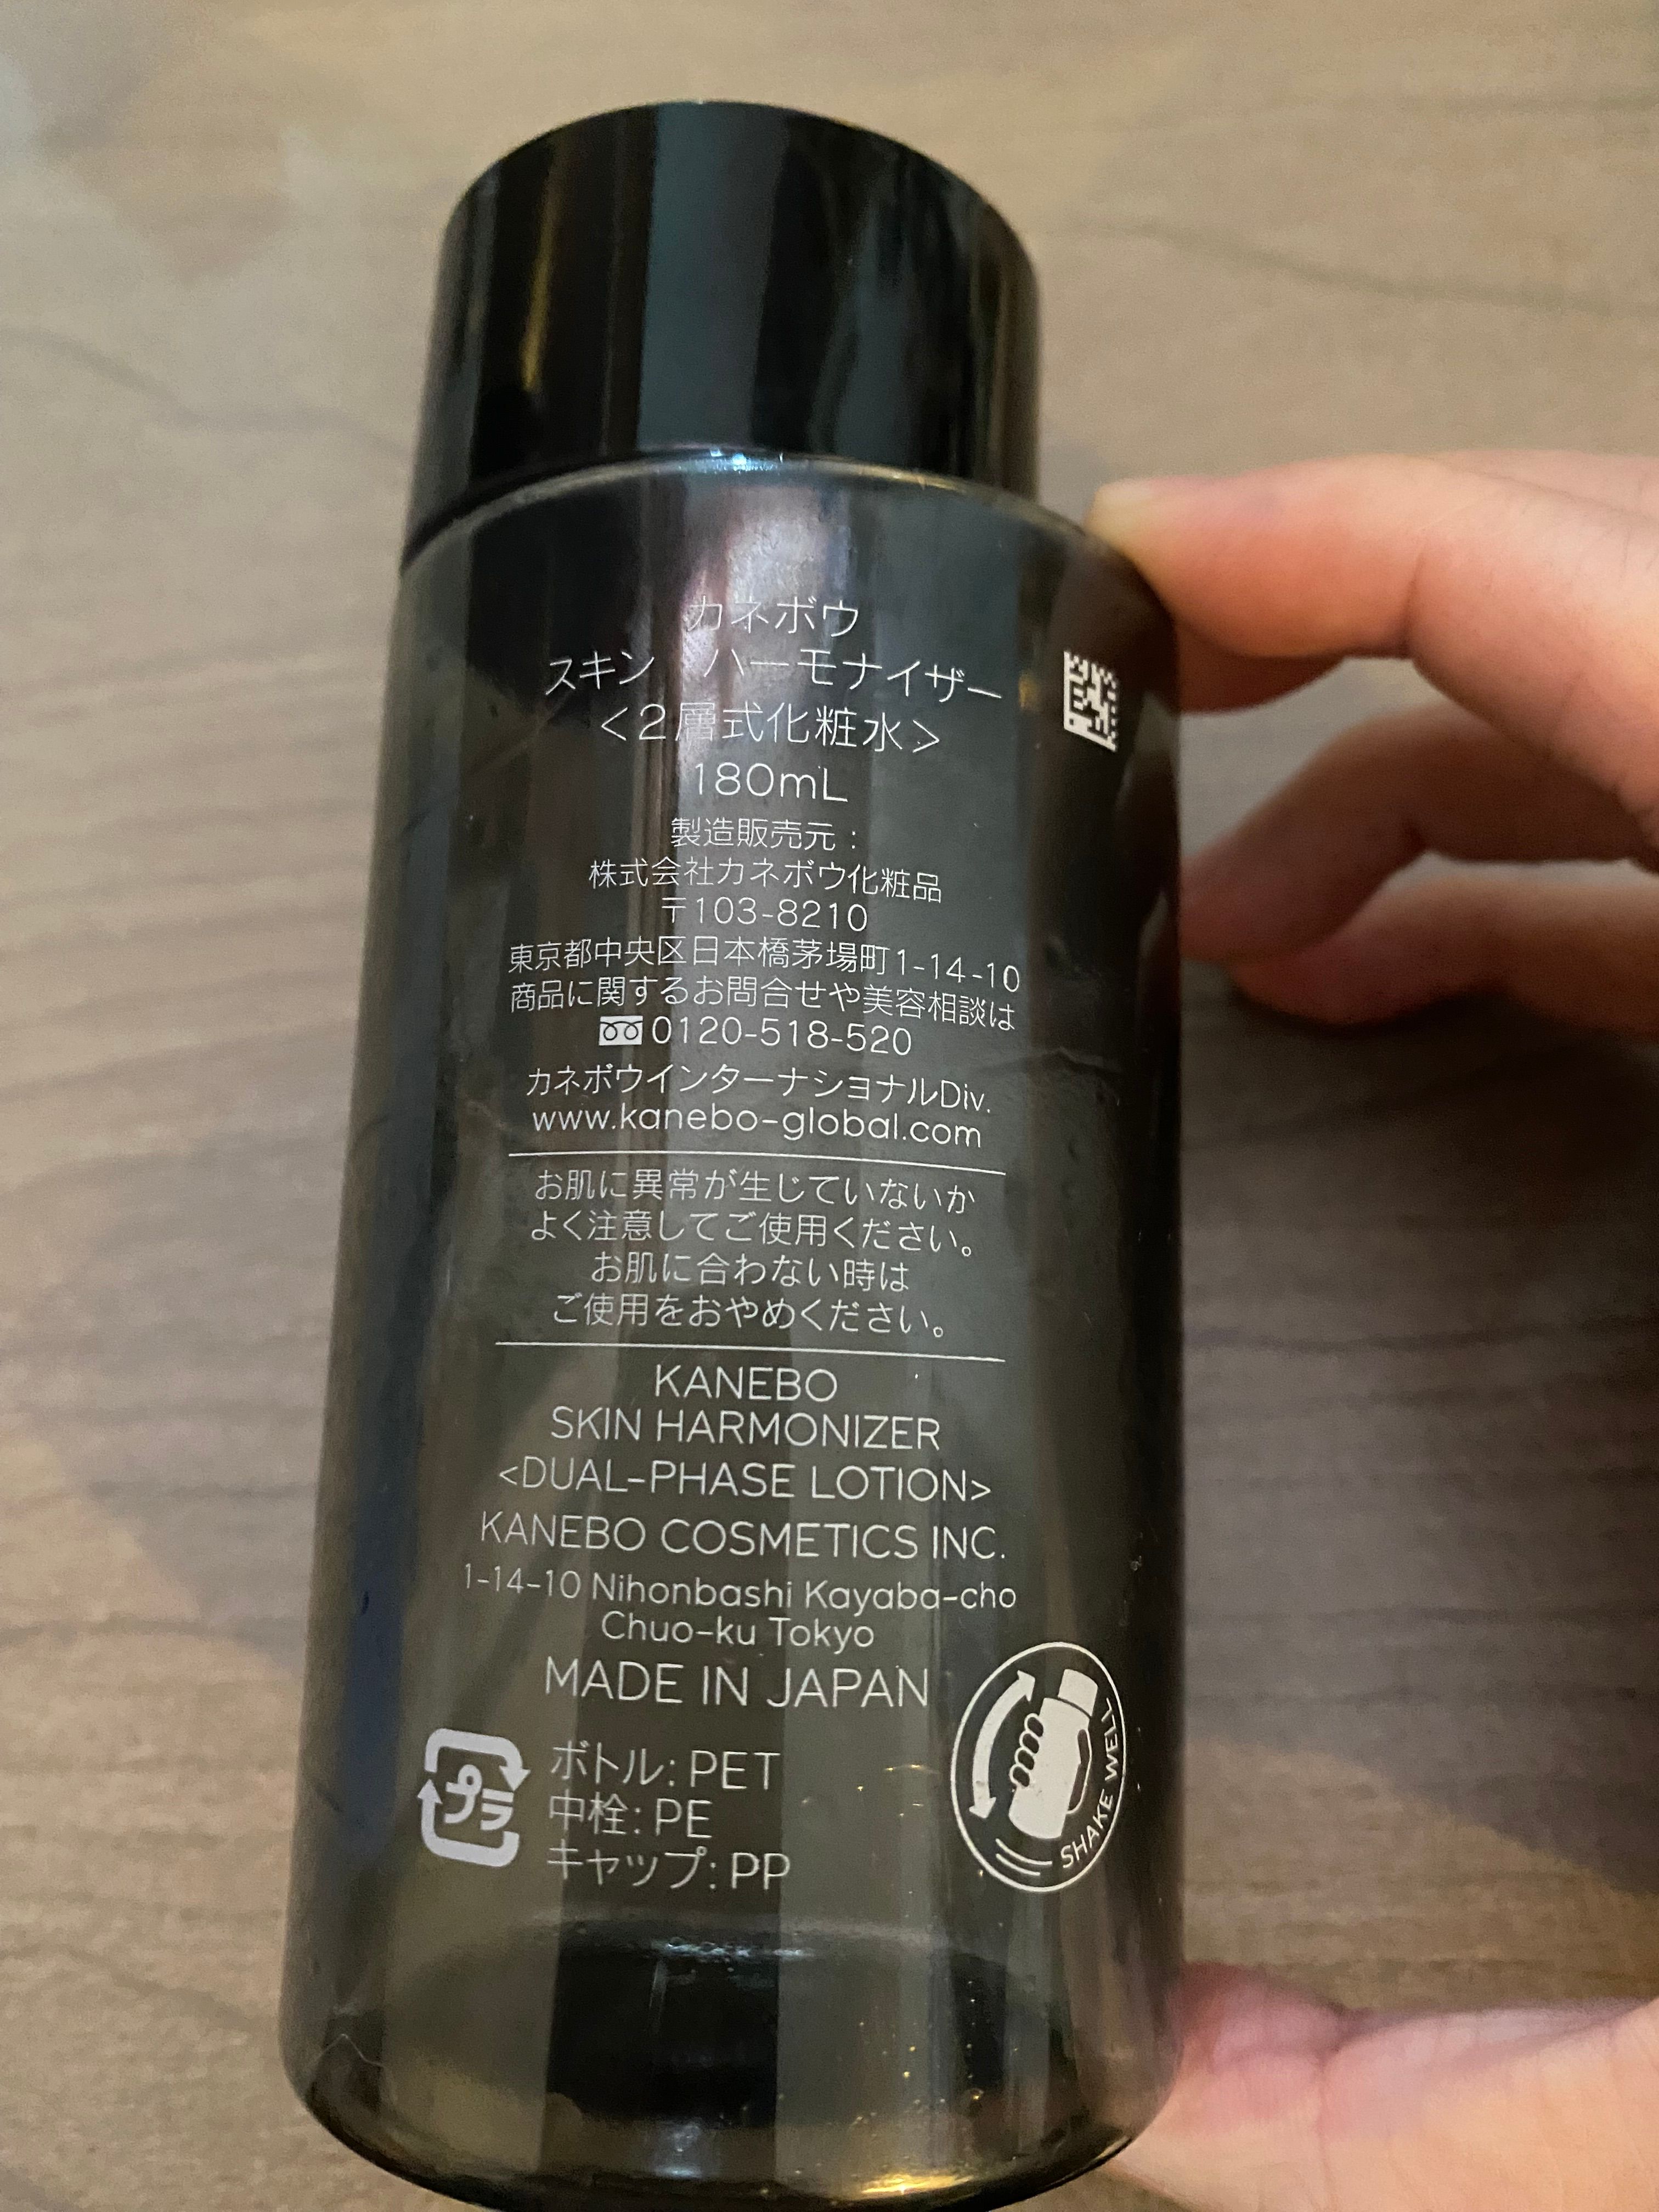 カネボウ
スキン ハーモナイザー
<2層式化粧水>
180mL
製造販売元:
株式会社カネボウ化粧品
〒103-8210
東京都中央区日本橋茅場町1-14-10
商品に関するお問合せや美容相談は
0120-518-520
カネボウインターナショナルDiv.
www.kanebo-global.com
お肌に異常が生じていないか
よく注意してご使用ください。
お肌に合わない時は
ご使用をおやめください。
KANEBO
SKIN HARMONIZER
<DUAL-PHASE LOTION>
KANEBO COSMETICS INC.
1-14-10 Nihonbashi Kayaba-cho
Chuo-ku Tokyo
MADE IN JAPAN
プラ
ボトル: PET
中栓: PE
キャップ: PP
SHAKE WELL